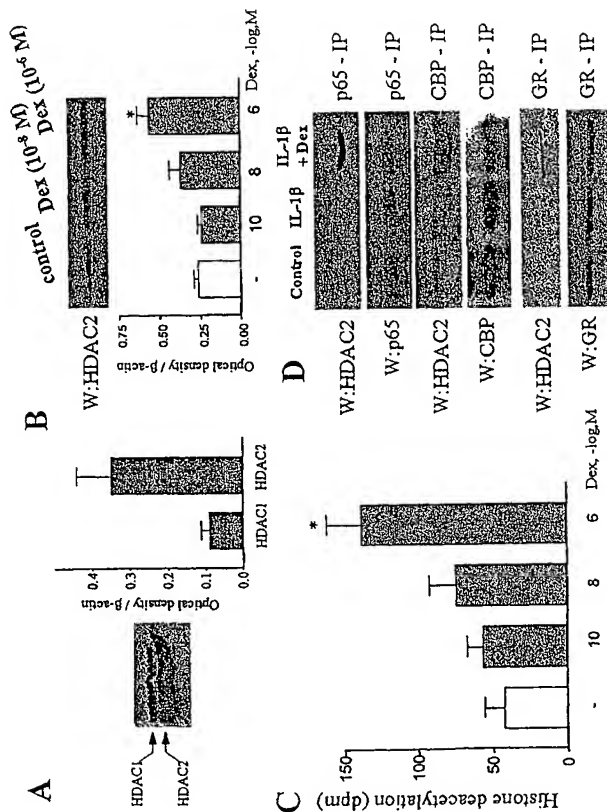 A
HDAC1
HDAC2
Optical density / β-actin
0.4
0.3
0.2
0.1
0.0
HDAC1
HDAC2
B
control
Dex (10⁻⁸ M)
Dex (10⁻⁶ M)
W:HDAC2
Optical density / β-actin
0.75
0.50
0.25
0.00
*
- 10 8 6 Dex, -log,M
C
Histone deacetylation (dpm)
150
100
50
0
*
- 10 8 6 Dex, -log,M
D
Control IL-1β IL-1β + Dex
W:HDAC2 p65 - IP
W:p65 p65 - IP
W:HDAC2 CBP - IP
W:CBP CBP - IP
W:HDAC2 GR - IP
W:GR GR - IP